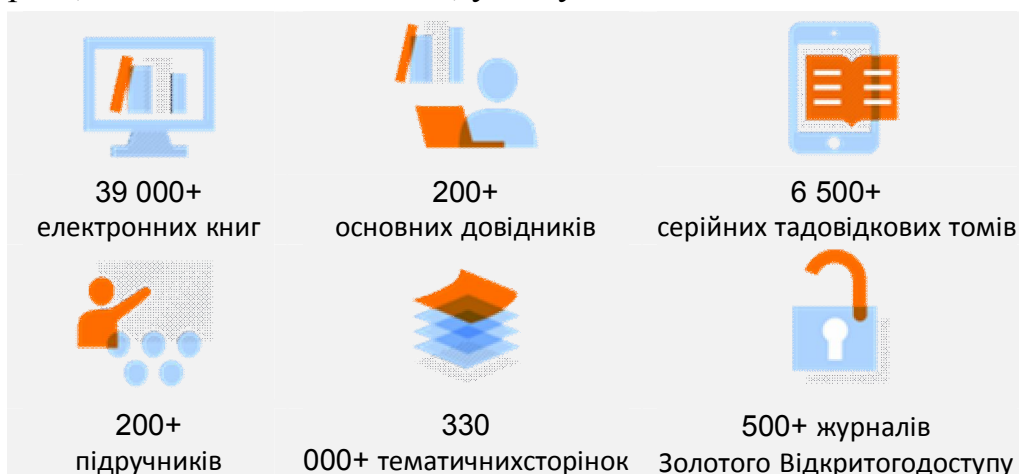 39 000+
електронних книг
200+
основних довідників
6 500+
серійних тадовідкових томів
200+
підручників
330
000+ тематичнихсторінок
500+ журналів
Золотого Відкритогодоступу